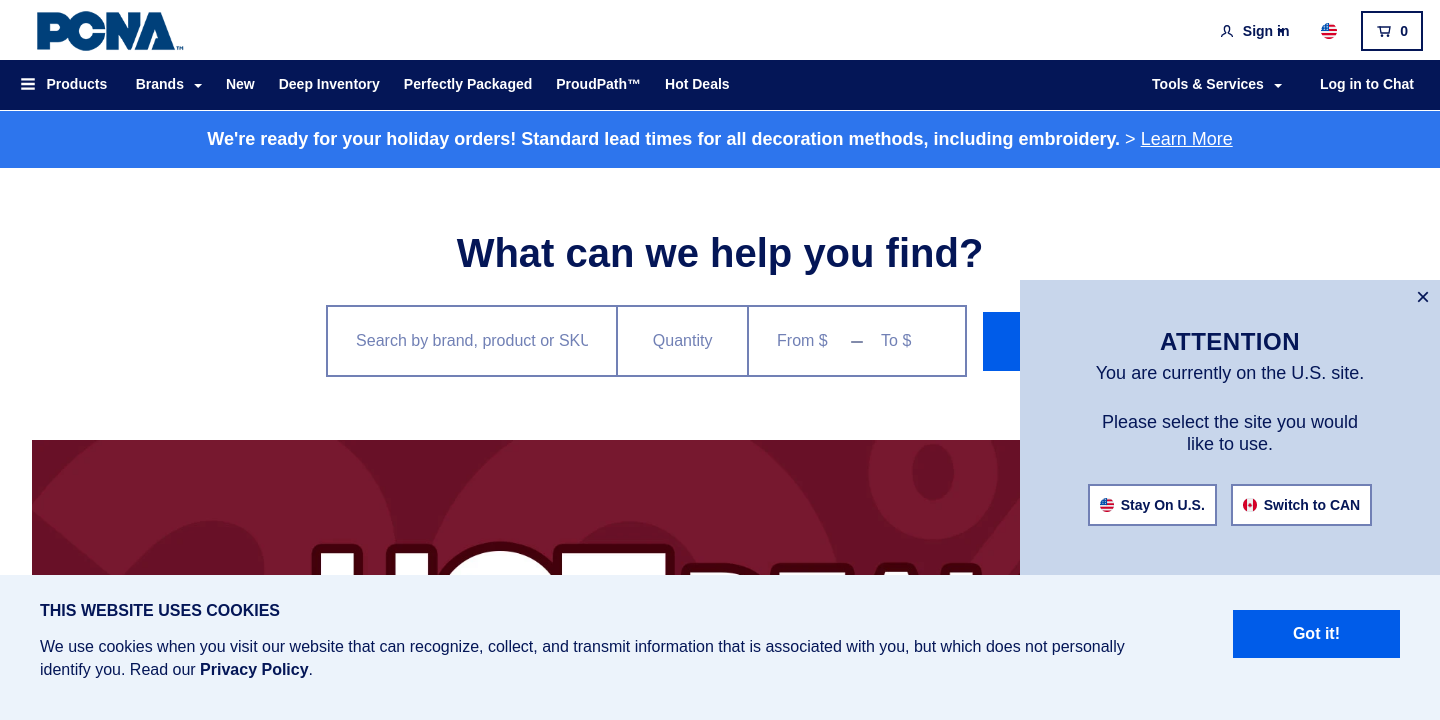 PCNA™
Sign in
0
Products
Brands
New
Deep Inventory
Perfectly Packaged
ProudPath™
Hot Deals
Tools & Services
Log in to Chat
We're ready for your holiday orders! Standard lead times for all decoration methods, including embroidery. > Learn More
What can we help you find?
Search by brand, product or SKU
Quantity
From $
To $
×
ATTENTION
You are currently on the U.S. site.
Please select the site you would
like to use.
Stay On U.S.
Switch to CAN
HOT
THIS WEBSITE USES COOKIES
We use cookies when you visit our website that can recognize, collect, and transmit information that is associated with you, but which does not personally
identify you. Read our Privacy Policy.
Got it!